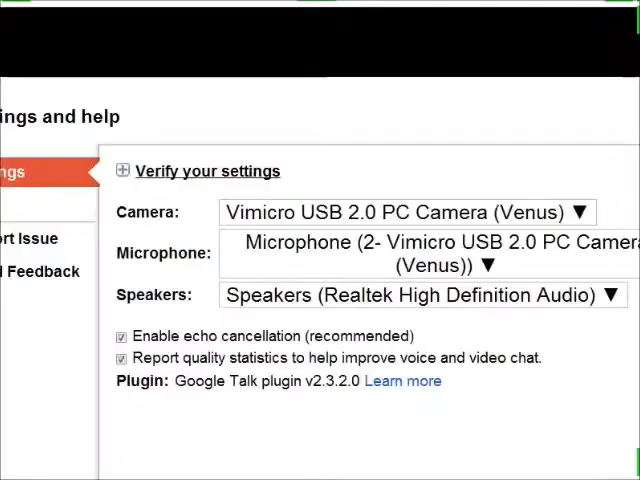 ings and help
ngs
Verify your settings
Camera: Vimicro USB 2.0 PC Camera (Venus) ▼
Microphone: Microphone (2- Vimicro USB 2.0 PC Camera
(Venus)) ▼
Speakers: Speakers (Realtek High Definition Audio) ▼
ort Issue
d Feedback
Enable echo cancellation (recommended)
Report quality statistics to help improve voice and video chat.
Plugin: Google Talk plugin v2.3.2.0 Learn more